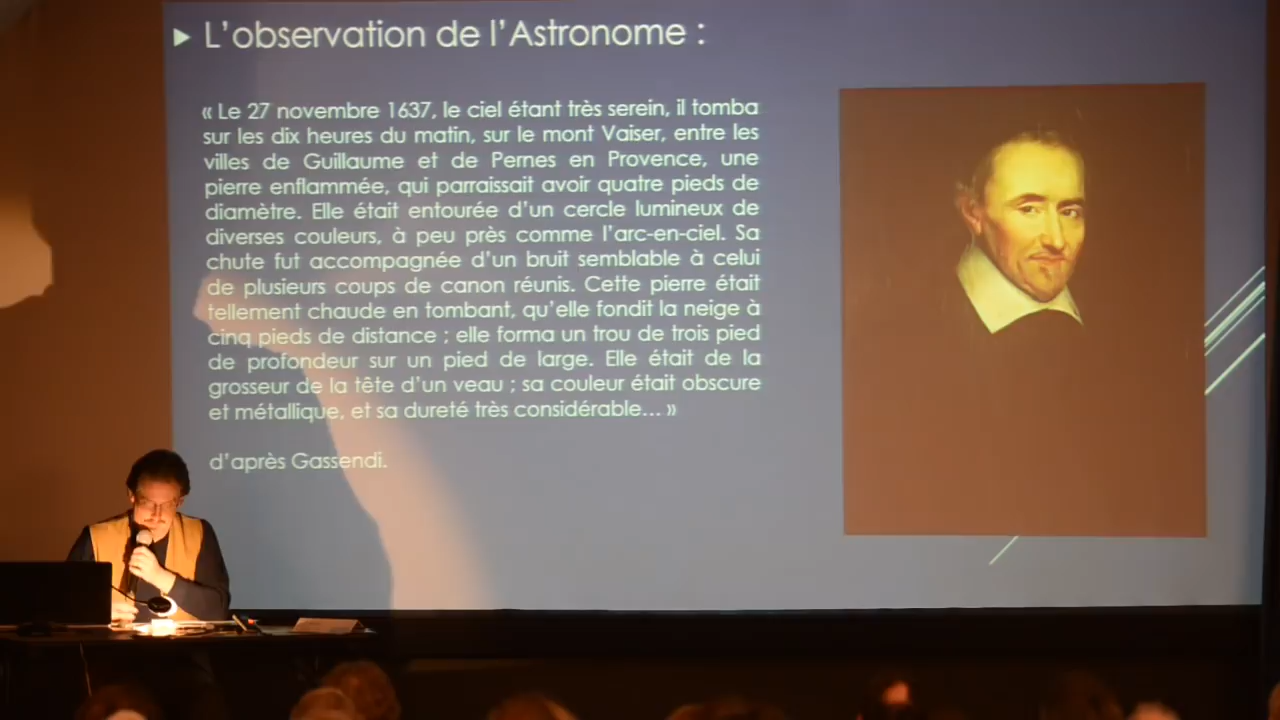 L'observation de l'Astronome :
« Le 27 novembre 1637, le ciel étant très serein, il tomba
sur les dix heures du matin, sur le mont Vaiser, entre les
villes de Guillaume et de Pernes en Provence, une
pierre enflammée, qui parraissait avoir quatre pieds de
diamètre. Elle était entourée d'un cercle lumineux de
diverses couleurs, à peu près comme l'arc-en-ciel. Sa
chute fut accompagnée d'un bruit semblable à celui
de plusieurs coups de canon réunis. Cette pierre était
tellement chaude en tombant, qu'elle fondit la neige à
cinq pieds de distance ; elle forma un trou de trois pied
de profondeur sur un pied de large. Elle était de la
grosseur de la tête d'un veau ; sa couleur était obscure
et métallique, et sa dureté très considérable... »
d'après Gassendi.